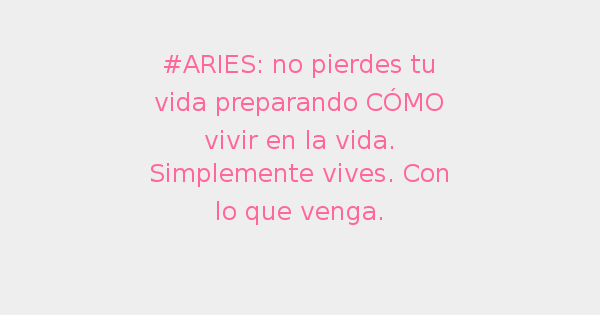 #ARIES: no pierdes tu
vida preparando CÓMO
vivir en la vida.
Simplemente vives. Con
lo que venga.